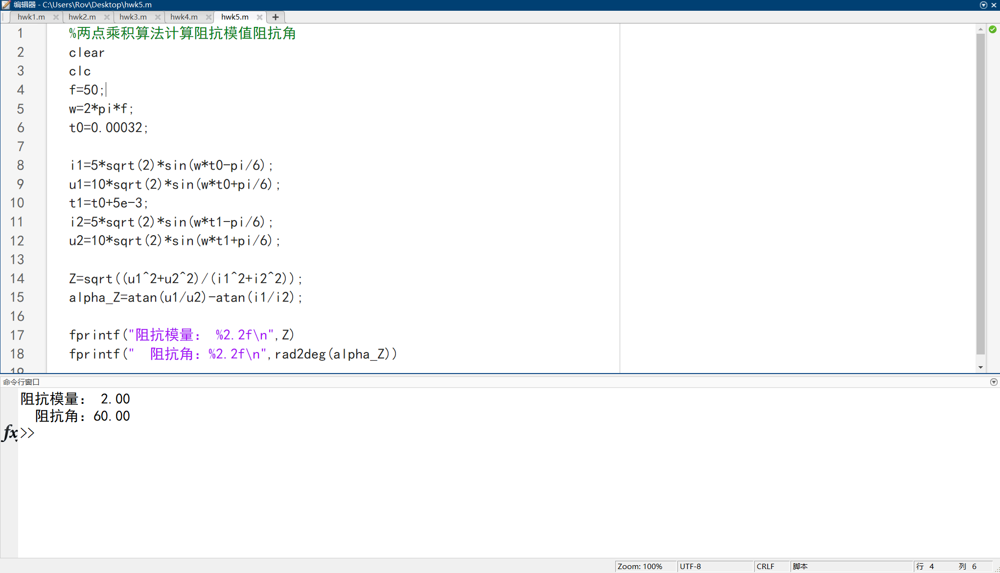 编辑器 - C:\Users\Rov\Desktop\hwk5.m
hwk1.m hwk2.m hwk3.m hwk4.m hwk5.m
1 %两点乘积算法计算阻抗模值阻抗角
2 clear
3 clc
4 f=50;
5 w=2*pi*f;
6 t0=0.00032;
7
8 i1=5*sqrt(2)*sin(w*t0-pi/6);
9 u1=10*sqrt(2)*sin(w*t0+pi/6);
10 t1=t0+5e-3;
11 i2=5*sqrt(2)*sin(w*t1-pi/6);
12 u2=10*sqrt(2)*sin(w*t1+pi/6);
13
14 Z=sqrt((u1^2+u2^2)/(i1^2+i2^2));
15 alpha_Z=atan(u1/u2)-atan(i1/i2);
16
17 fprintf("阻抗模量： %2.2f\n",Z)
18 fprintf("  阻抗角：%2.2f\n",rad2deg(alpha_Z))
19
命令行窗口
阻抗模量： 2.00
阻抗角：60.00
fx >>
Zoom: 100% UTF-8 CRLF 脚本 行 4 列 6